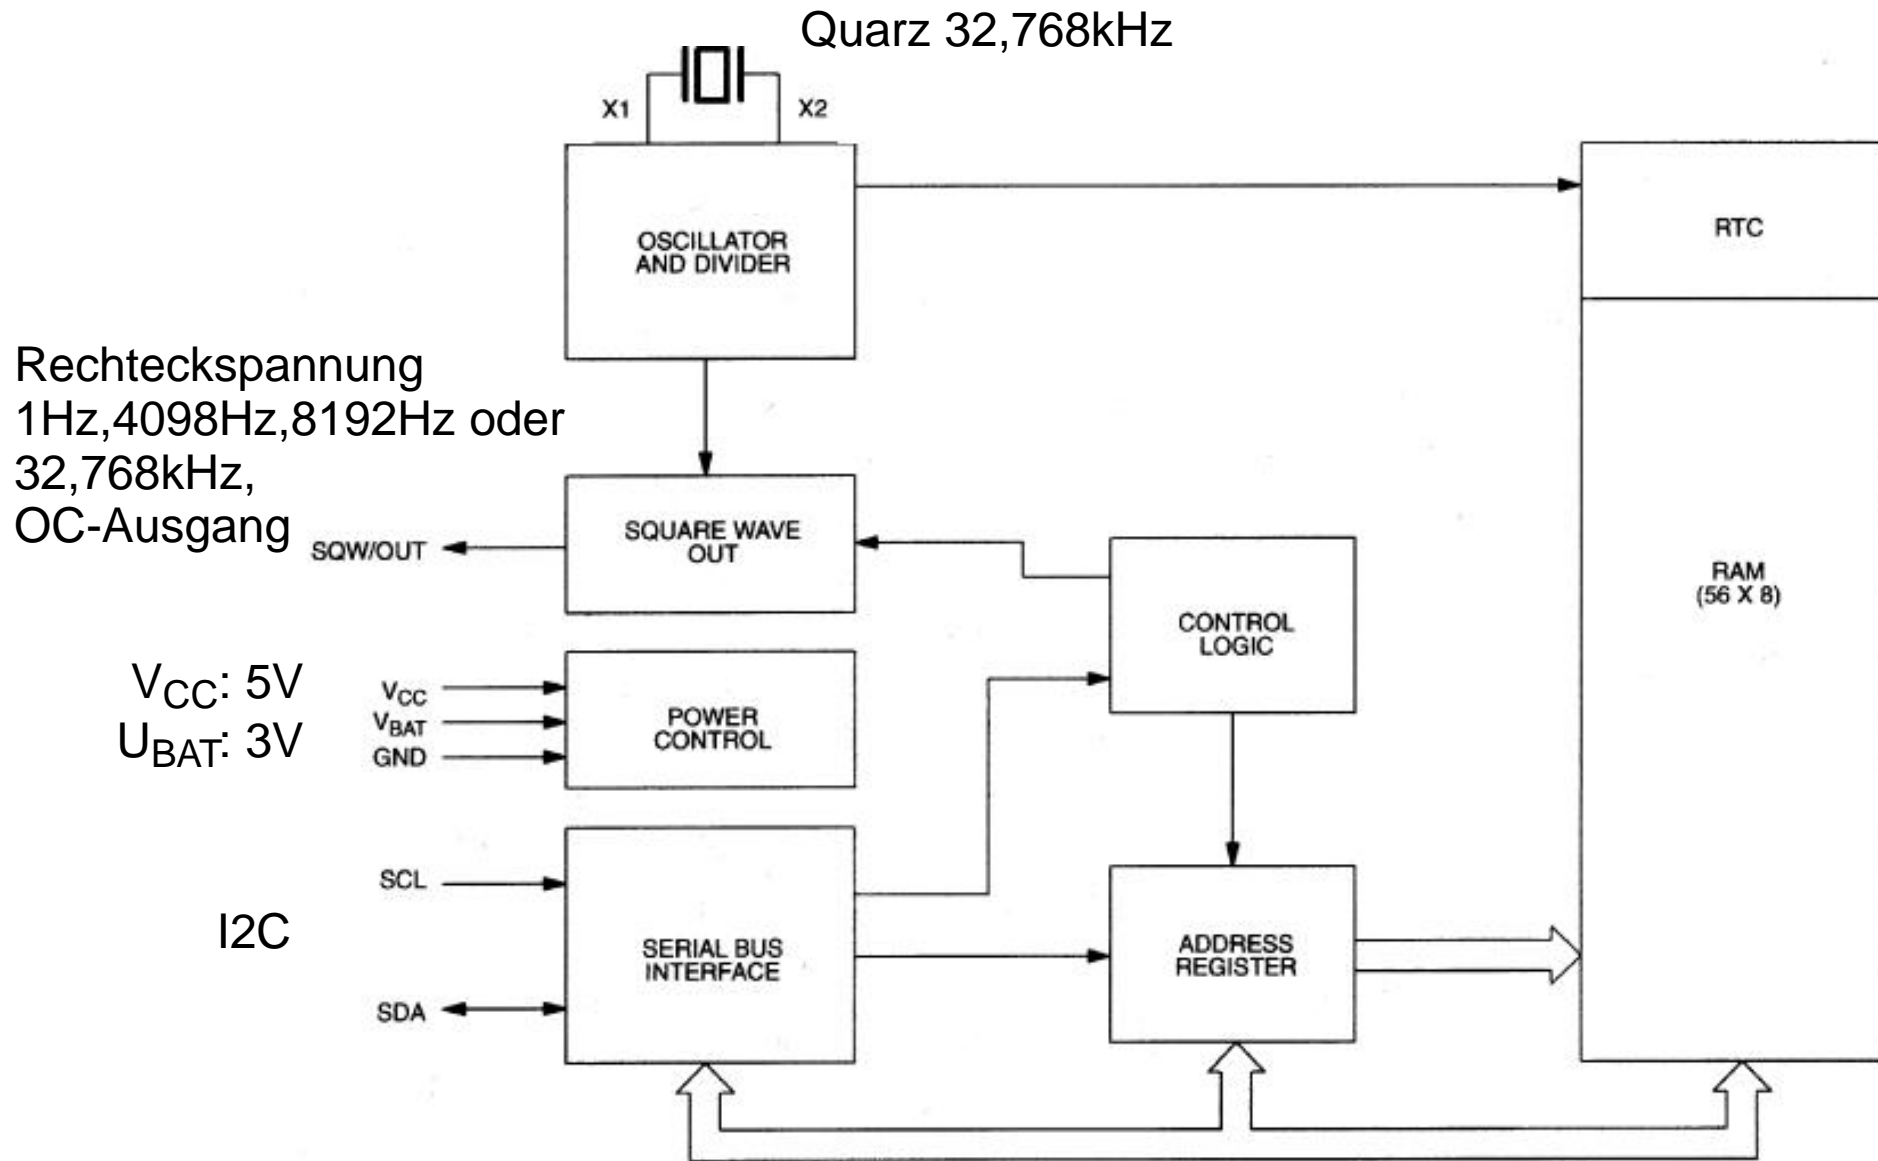 Quarz 32,768kHz
X1
X2
OSCILLATOR
AND DIVIDER
RTC
Rechteckspannung
1Hz,4098Hz,8192Hz oder
32,768kHz,
OC-Ausgang
SQW/OUT
SQUARE WAVE
OUT
CONTROL
LOGIC
RAM
(56 X 8)
VCC: 5V
UBAT: 3V
VCC
VBAT
GND
POWER
CONTROL
I2C
SCL
SDA
SERIAL BUS
INTERFACE
ADDRESS
REGISTER